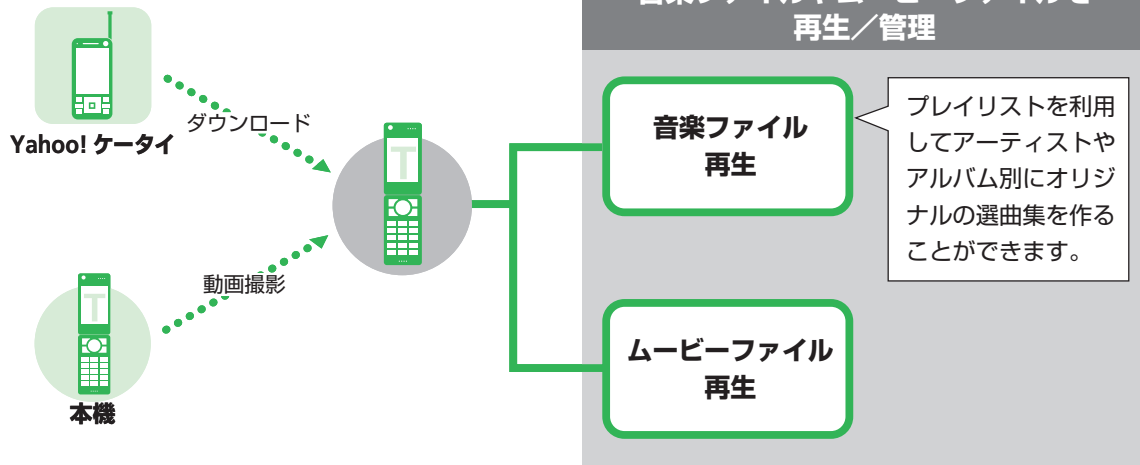 再生／管理
Yahoo! ケータイ
ダウンロード
T
動画撮影
T
本機
音楽ファイル
再生
プレイリストを利用
してアーティストや
アルバム別にオリジ
ナルの選曲集を作る
ことができます。
ムービーファイル
再生